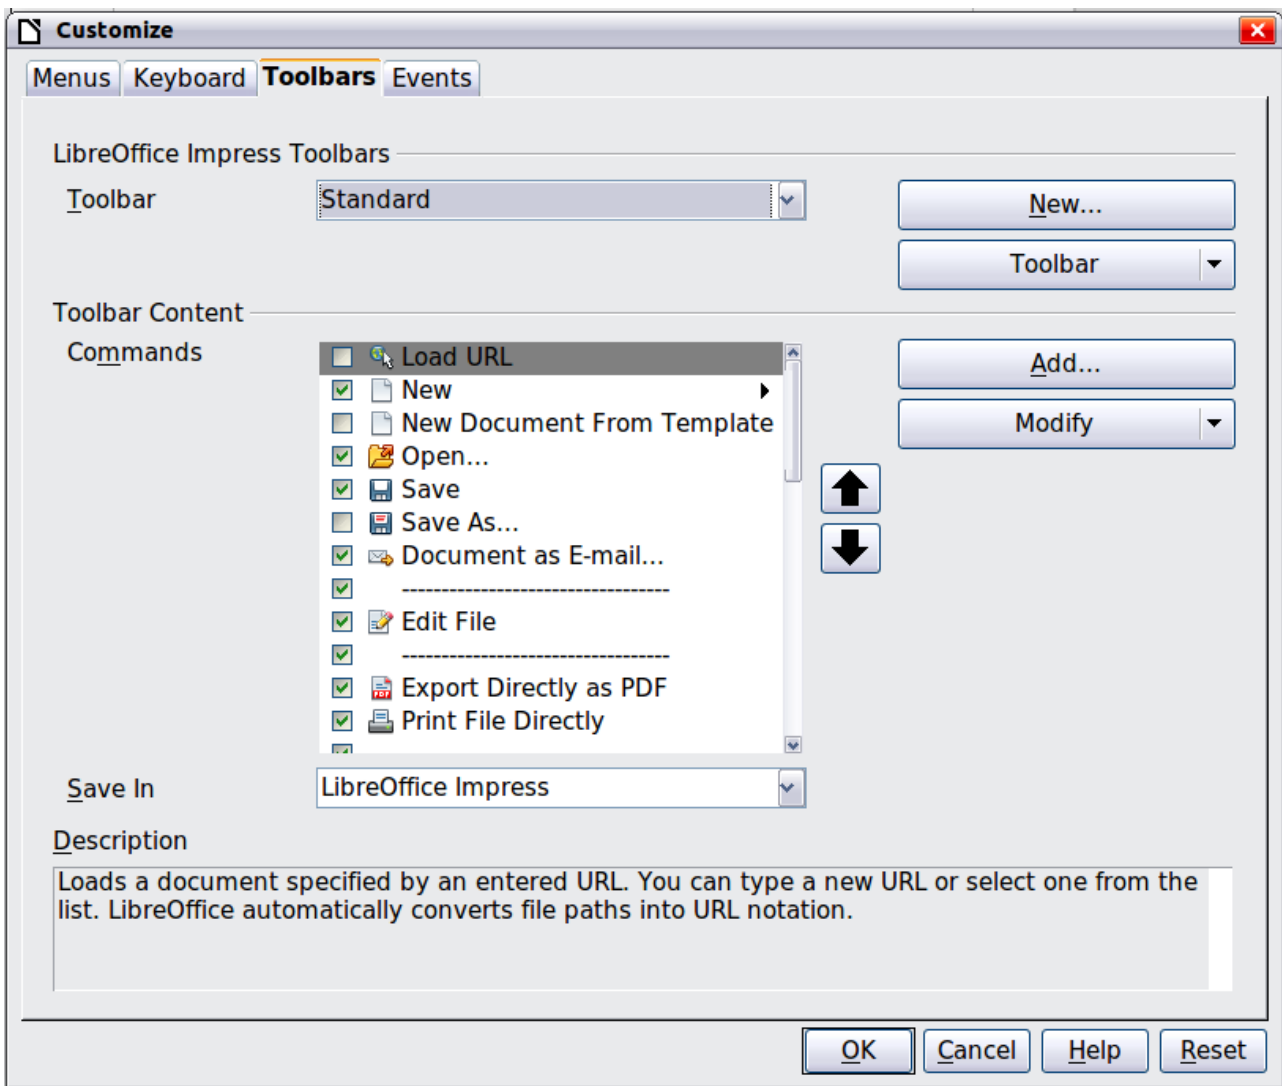 Customize
Menus Keyboard Toolbars Events
LibreOffice Impress Toolbars
Toolbar Standard New...
Toolbar
Toolbar Content
Commands Load URL Add...
New
New Document From Template Modify
Open...
Save
Save As...
Document as E-mail...
----------------------------------
Edit File
----------------------------------
Export Directly as PDF
Print File Directly
Save In LibreOffice Impress
Description
Loads a document specified by an entered URL. You can type a new URL or select one from the
list. LibreOffice automatically converts file paths into URL notation.
OK Cancel Help Reset